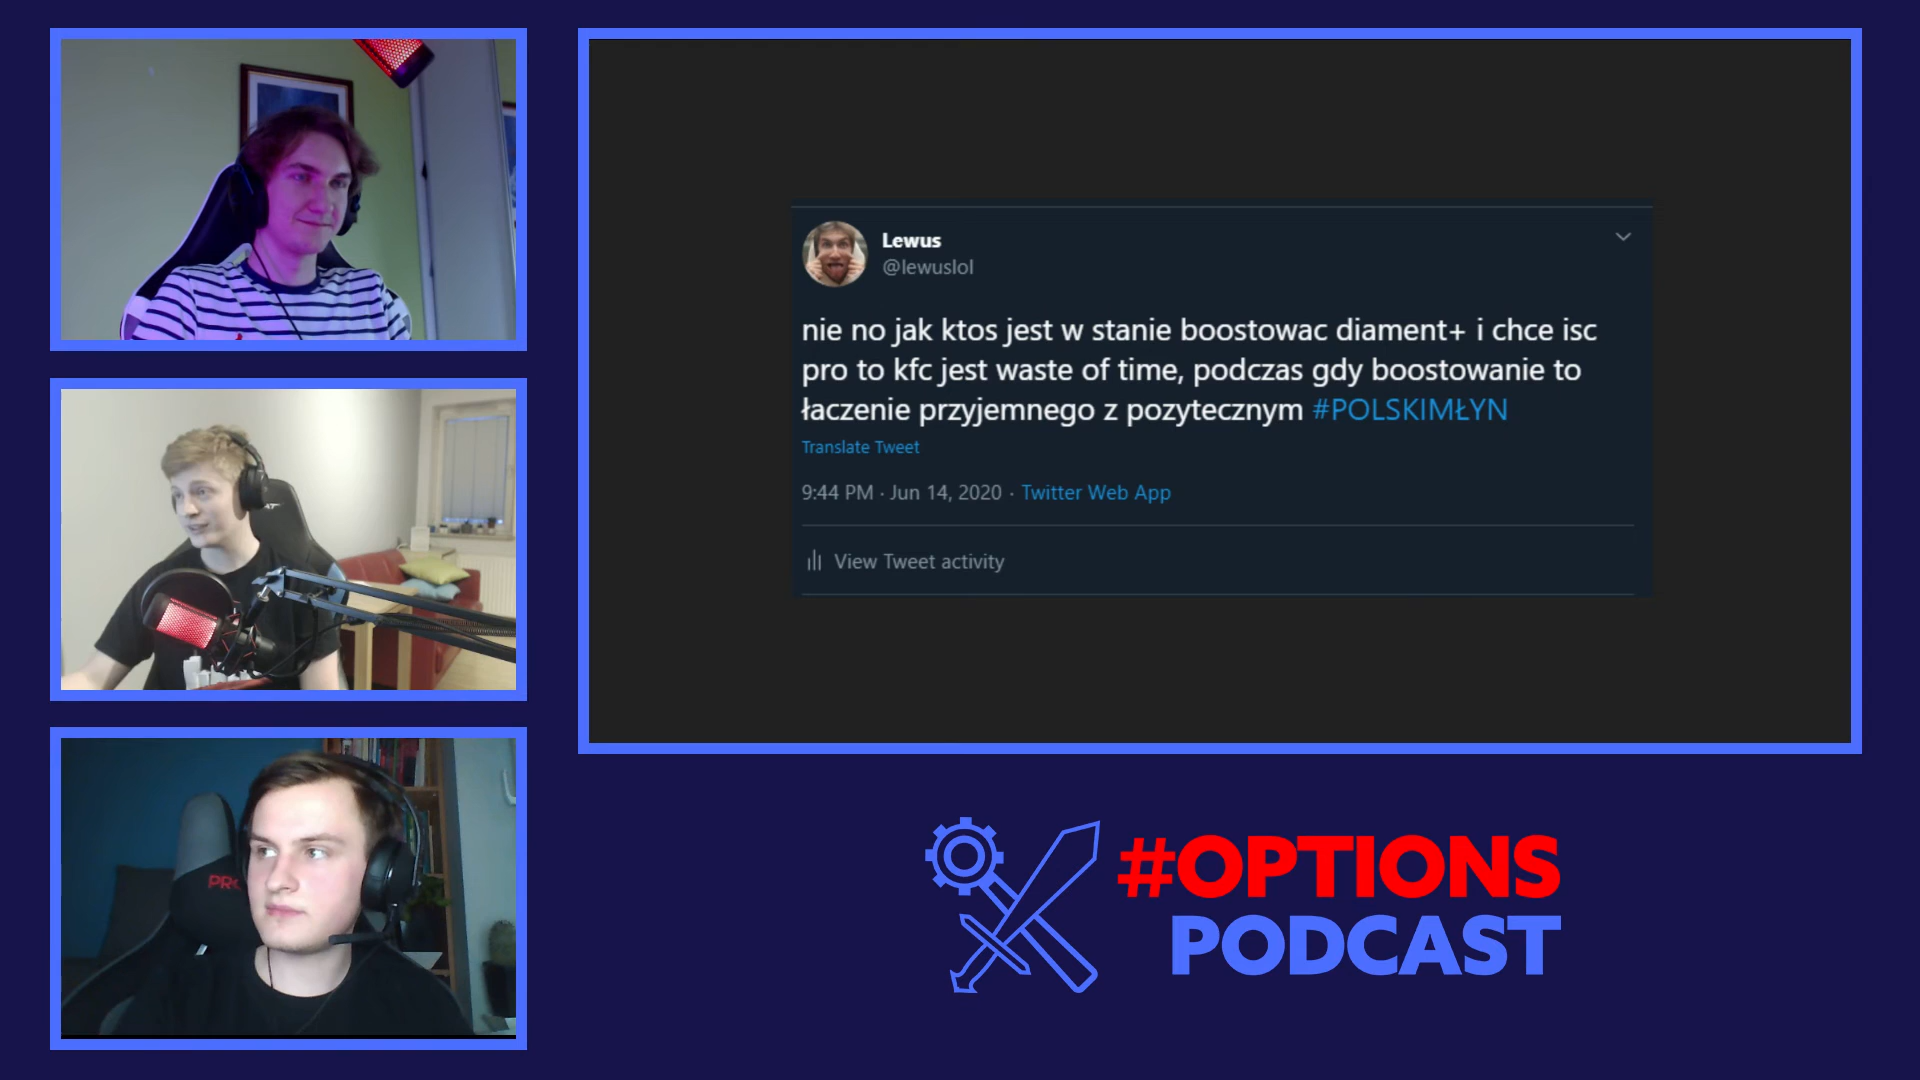 Lewus
@lewuslol
nie no jak ktos jest w stanie boostowac diament+ i chce isc
pro to kfc jest waste of time, podczas gdy boostowanie to
łaczenie przyjemnego z pozytecznym #POLSKIMŁYN
Translate Tweet
9:44 PM · Jun 14, 2020 · Twitter Web App
View Tweet activity
#OPTIONS
PODCAST